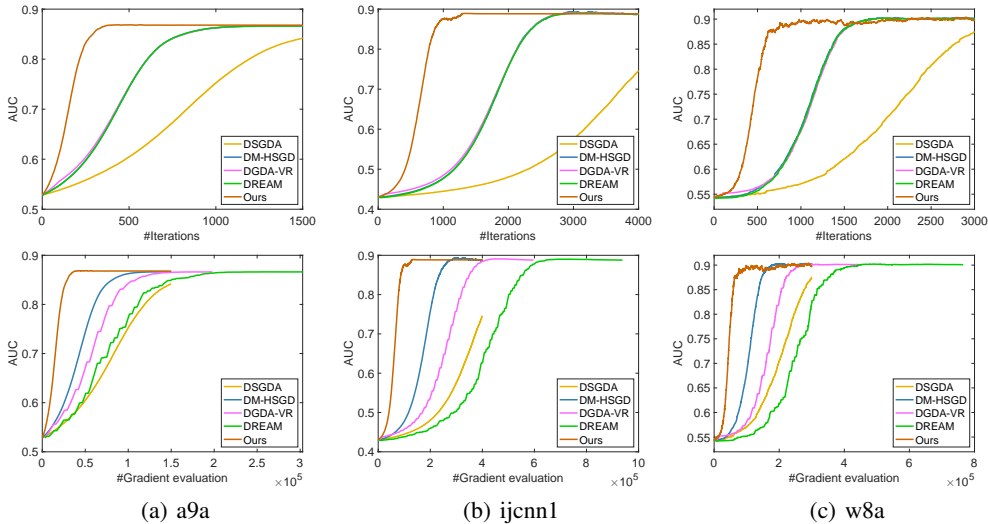 AUC
0.9
0.8
0.7
0.6
0.5
0
500
1000
1500
#Iterations
DSGDA
DM-HSGD
DGDA-VR
DREAM
Ours
AUC
0.9
0.8
0.7
0.6
0.5
0.4
0
1000
2000
3000
4000
#Iterations
DSGDA
DM-HSGD
DGDA-VR
DREAM
Ours
AUC
0.9
0.85
0.8
0.75
0.7
0.65
0.6
0.55
0
500
1000
1500
2000
2500
3000
#Iterations
DSGDA
DM-HSGD
DGDA-VR
DREAM
Ours
AUC
0.9
0.8
0.7
0.6
0.5
0
0.5
1
1.5
2
2.5
3
#Gradient evaluation
×10⁵
DSGDA
DM-HSGD
DGDA-VR
DREAM
Ours
AUC
0.9
0.8
0.7
0.6
0.5
0.4
0
2
4
6
8
10
#Gradient evaluation
×10⁵
DSGDA
DM-HSGD
DGDA-VR
DREAM
Ours
AUC
0.9
0.85
0.8
0.75
0.7
0.65
0.6
0.55
0
2
4
6
8
#Gradient evaluation
×10⁵
DSGDA
DM-HSGD
DGDA-VR
DREAM
Ours
(a) a9a
(b) ijcnn1
(c) w8a